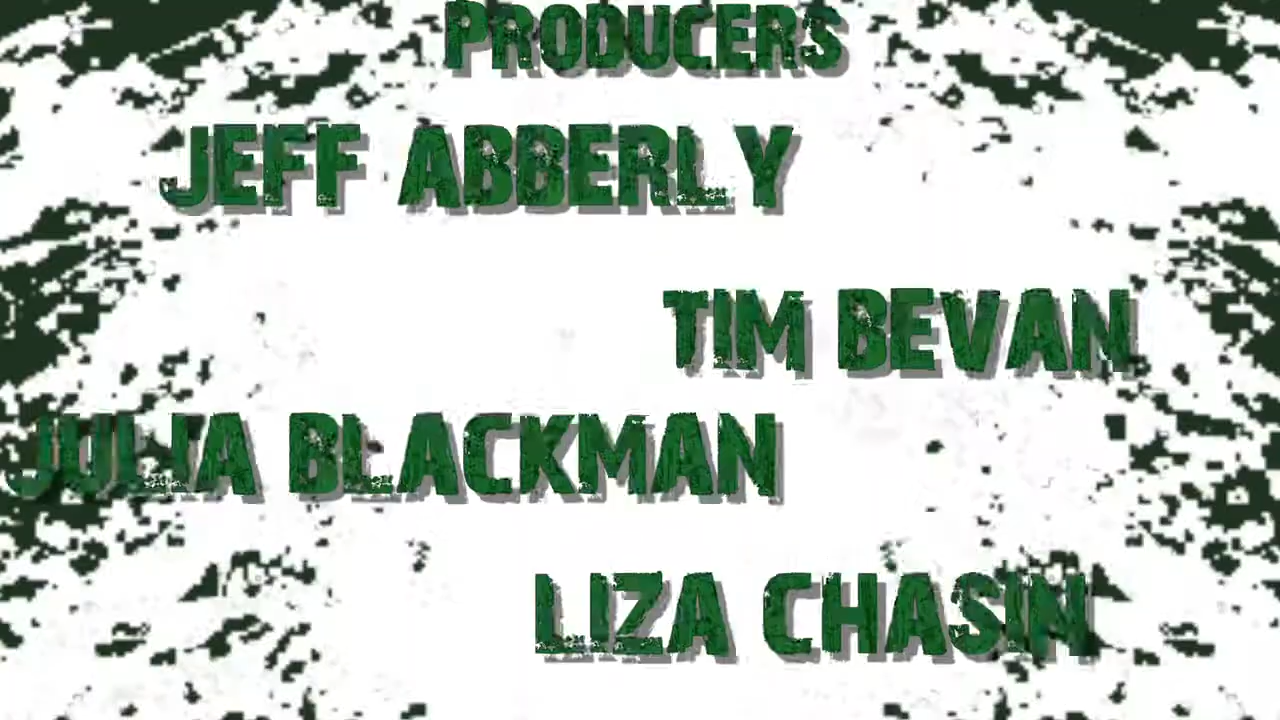 PRODUCERS
JEFF ABBERLY
TIM BEVAN
JULIA BLACKMAN
LIZA CHASIN